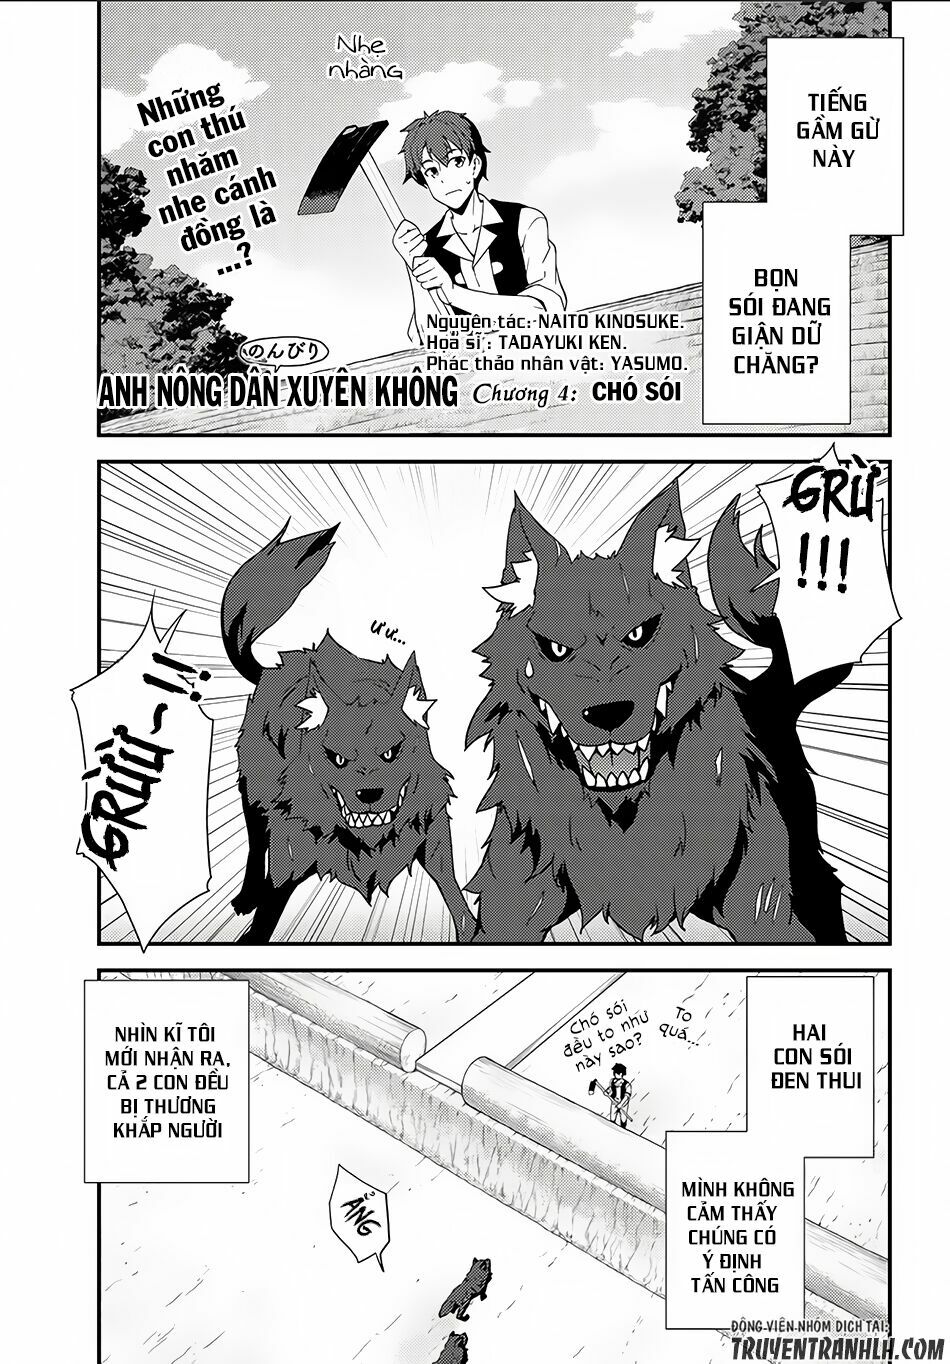 TIẾNG
GẦM GỪ
NÀY
BỌN
SÓI ĐANG
GIẬN DỮ
CHĂNG?
Nhẹ
nhàng
Những
con thú
nhăm
nhe cánh
đồng là
...?
Nguyên tác: NAITO KINOSUKE.
Họa sĩ : TADAYUKI KEN.
Phác thảo nhân vật: YASUMO.
のんびり
ANH NÔNG DÂN XUYÊN KHÔNG
Chương 4: CHÓ SÓI
GRỪ
!!!
Ư Ư...
GRỪỪ~!!
HAI
CON SÓI
ĐEN THUI
To
quá...
Chó sói
đều to như
này sao?
NHÌN KĨ TÔI
MỚI NHẬN RA,
CẢ 2 CON ĐỀU
BỊ THƯƠNG
KHẮP NGƯỜI
MÌNH KHÔNG
CẢM THẤY
CHÚNG CÓ
Ý ĐỊNH
TẤN CÔNG
ĐỘNG VIÊN NHÓM DỊCH TẠI:
TRUYENTRANHLH.COM